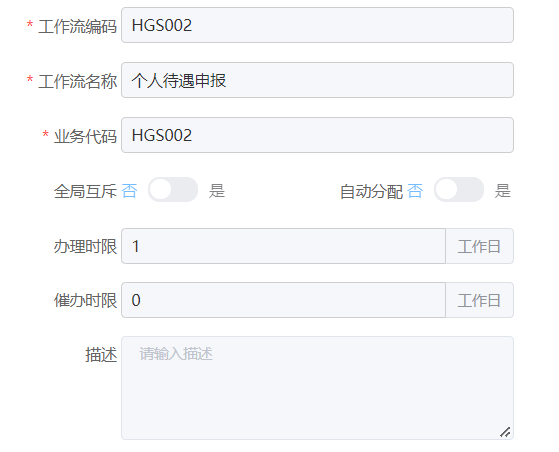 * 工作流编码 HGS002
* 工作流名称 个人待遇申报
* 业务代码 HGS002
全局互斥 否 是 自动分配 否 是
办理时限 1 工作日
催办时限 0 工作日
描述 请输入描述